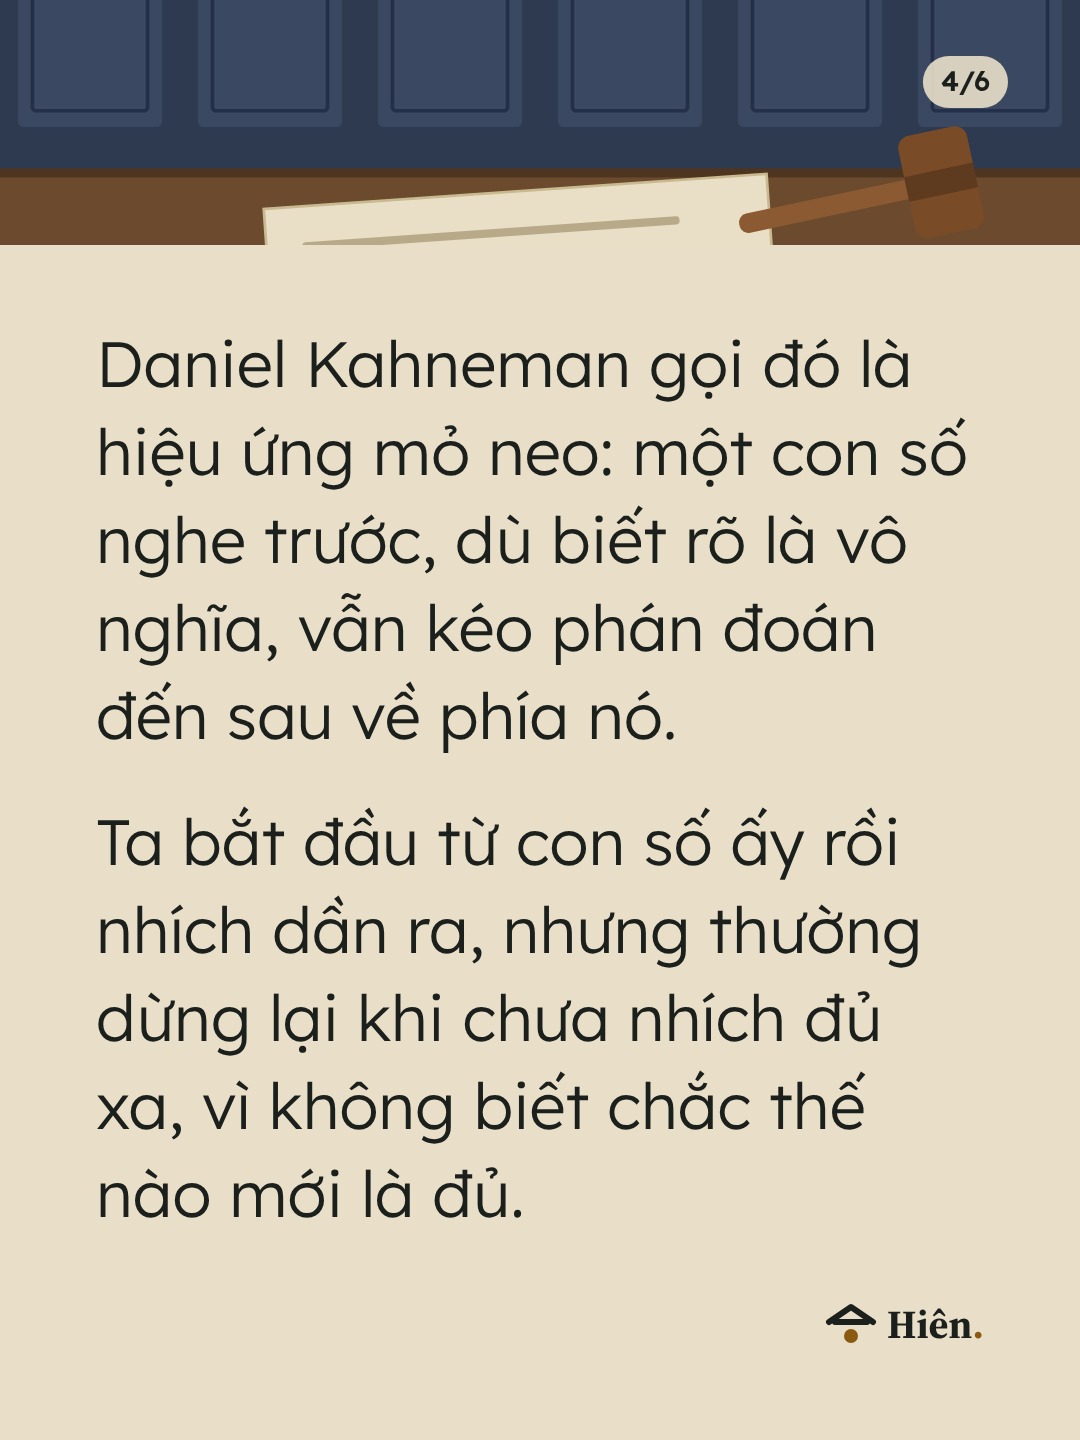 4/6
Daniel Kahneman gọi đó là
hiệu ứng mỏ neo: một con số
nghe trước, dù biết rõ là vô
nghĩa, vẫn kéo phán đoán
đến sau về phía nó.
Ta bắt đầu từ con số ấy rồi
nhích dần ra, nhưng thường
dừng lại khi chưa nhích đủ
xa, vì không biết chắc thế
nào mới là đủ.
Hiên.